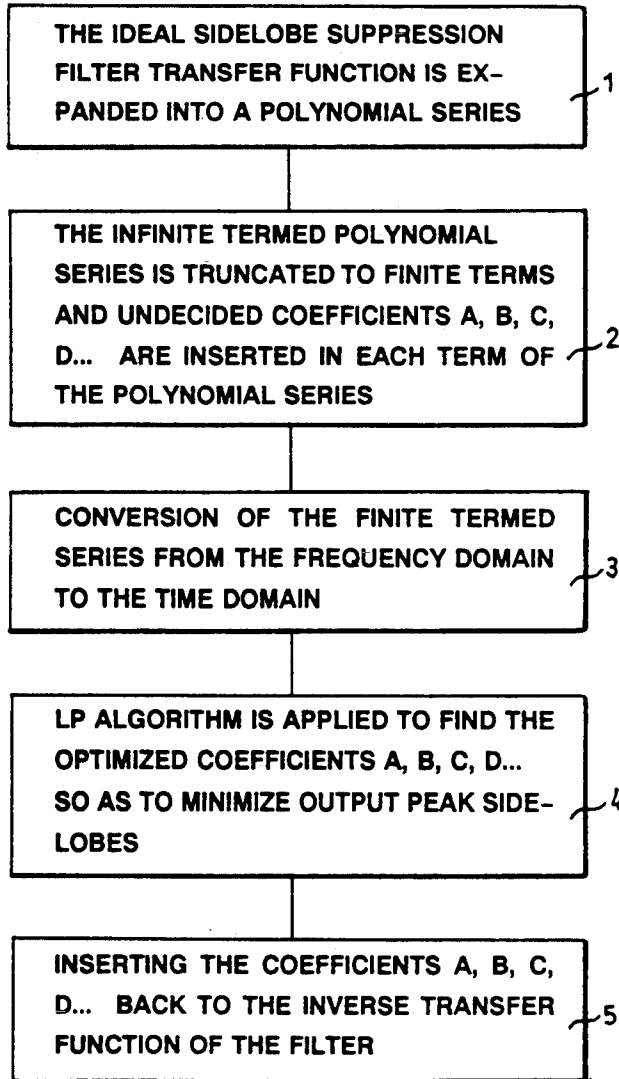 THE IDEAL SIDELOBE SUPPRESSION
FILTER TRANSFER FUNCTION IS EX-
PANDED INTO A POLYNOMIAL SERIES
1
THE INFINITE TERMED POLYNOMIAL
SERIES IS TRUNCATED TO FINITE TERMS
AND UNDECIDED COEFFICIENTS A, B, C,
D... ARE INSERTED IN EACH TERM OF
THE POLYNOMIAL SERIES
2
CONVERSION OF THE FINITE TERMED
SERIES FROM THE FREQUENCY DOMAIN
TO THE TIME DOMAIN
3
LP ALGORITHM IS APPLIED TO FIND THE
OPTIMIZED COEFFICIENTS A, B, C, D...
SO AS TO MINIMIZE OUTPUT PEAK SIDE-
LOBES
4
INSERTING THE COEFFICIENTS A, B, C,
D... BACK TO THE INVERSE TRANSFER
FUNCTION OF THE FILTER
5